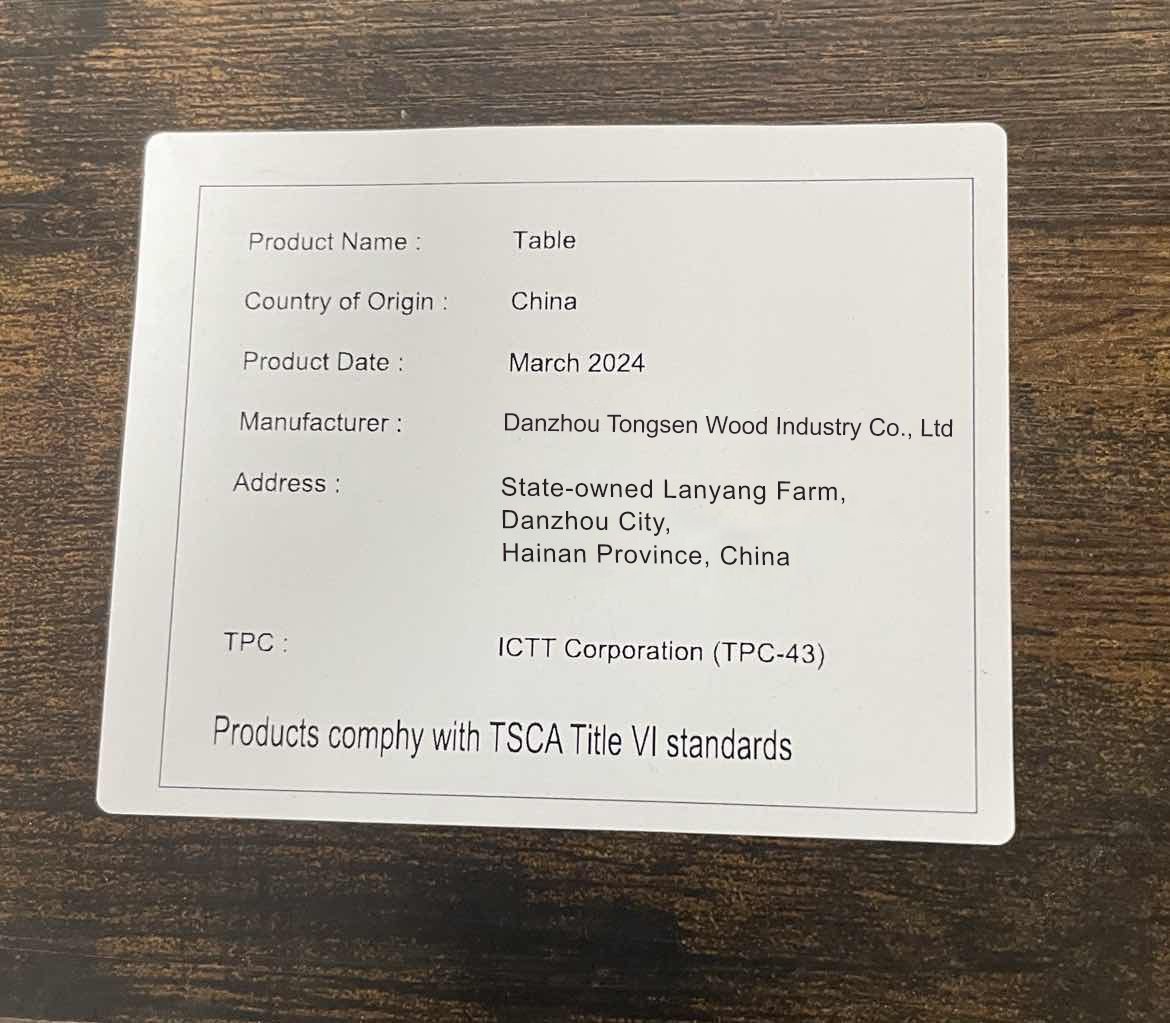 Product Name : Table
Country of Origin : China
Product Date : March 2024
Manufacturer : Danzhou Tongsen Wood Industry Co., Ltd
Address : State-owned Lanyang Farm,
Danzhou City,
Hainan Province, China
TPC : ICTT Corporation (TPC-43)
Products comphy with TSCA Title VI standards